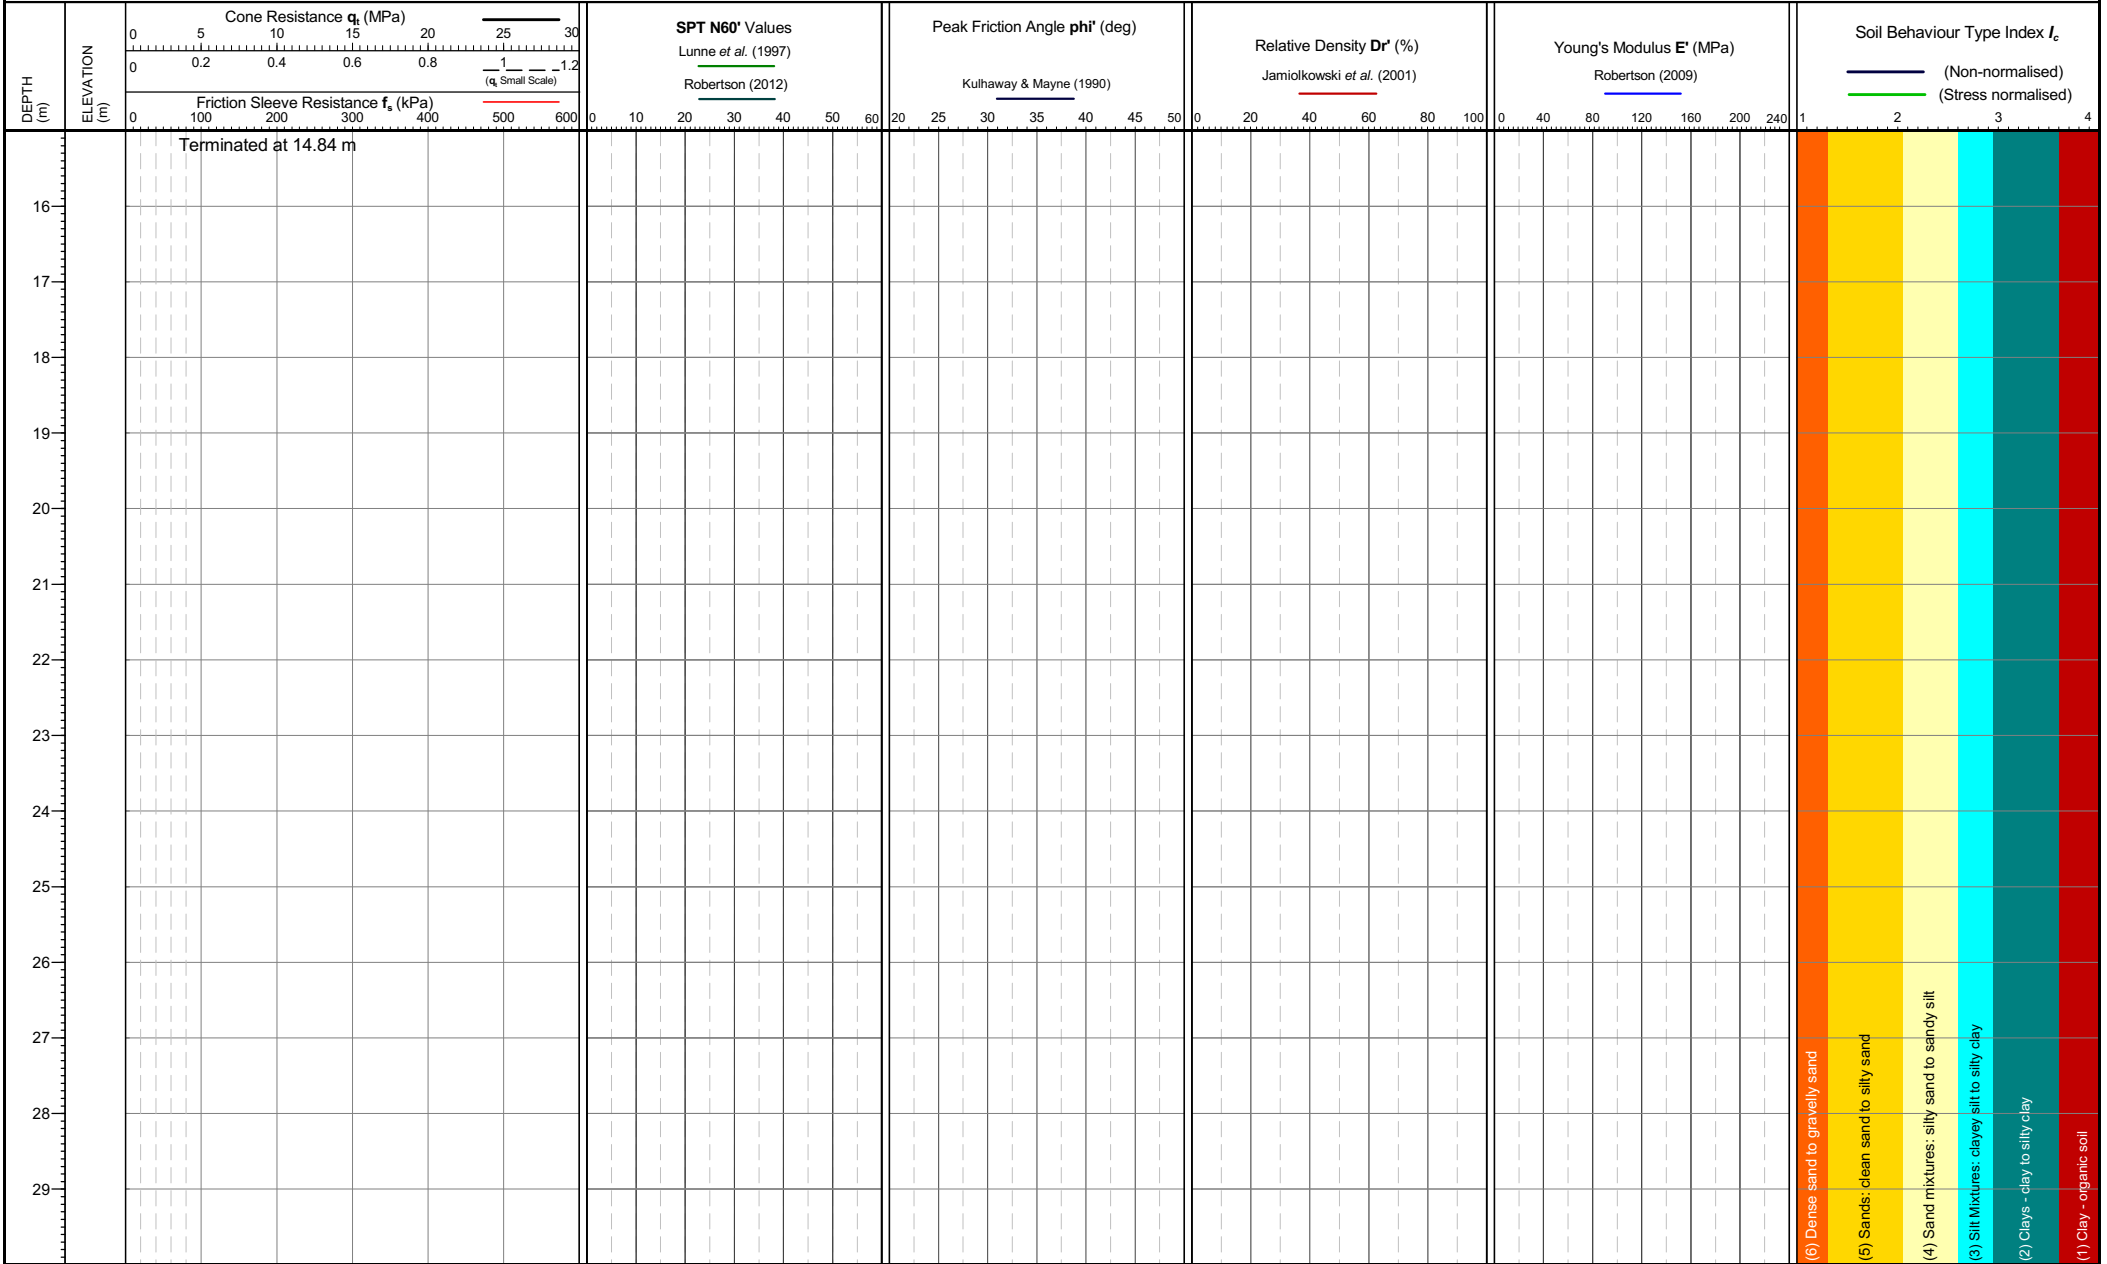 DEPTH
(m)
ELEVATION
(m)
Cone Resistance qt (MPa)
0 5 10 15 20 25 30
0 0.2 0.4 0.6 0.8 1 1.2
(qt Small Scale)
Friction Sleeve Resistance fs (kPa)
0 100 200 300 400 500 600
SPT N60' Values
Lunne et al. (1997)
Robertson (2012)
0 10 20 30 40 50 60
Peak Friction Angle phi' (deg)
Kulhaway & Mayne (1990)
20 25 30 35 40 45 50
Relative Density Dr' (%)
Jamiolkowski et al. (2001)
0 20 40 60 80 100
Young's Modulus E' (MPa)
Robertson (2009)
0 40 80 120 160 200 240
Soil Behaviour Type Index Ic
(Non-normalised)
(Stress normalised)
1 2 3 4
Terminated at 14.84 m
16
17
18
19
20
21
22
23
24
25
26
27
28
29
(6) Dense sand to gravelly sand
(5) Sands: clean sand to silty sand
(4) Sand mixtures: silty sand to sandy silt
(3) Silt Mixtures: clayey silt to silty clay
(2) Clays - clay to silty clay
(1) Clay - organic soil